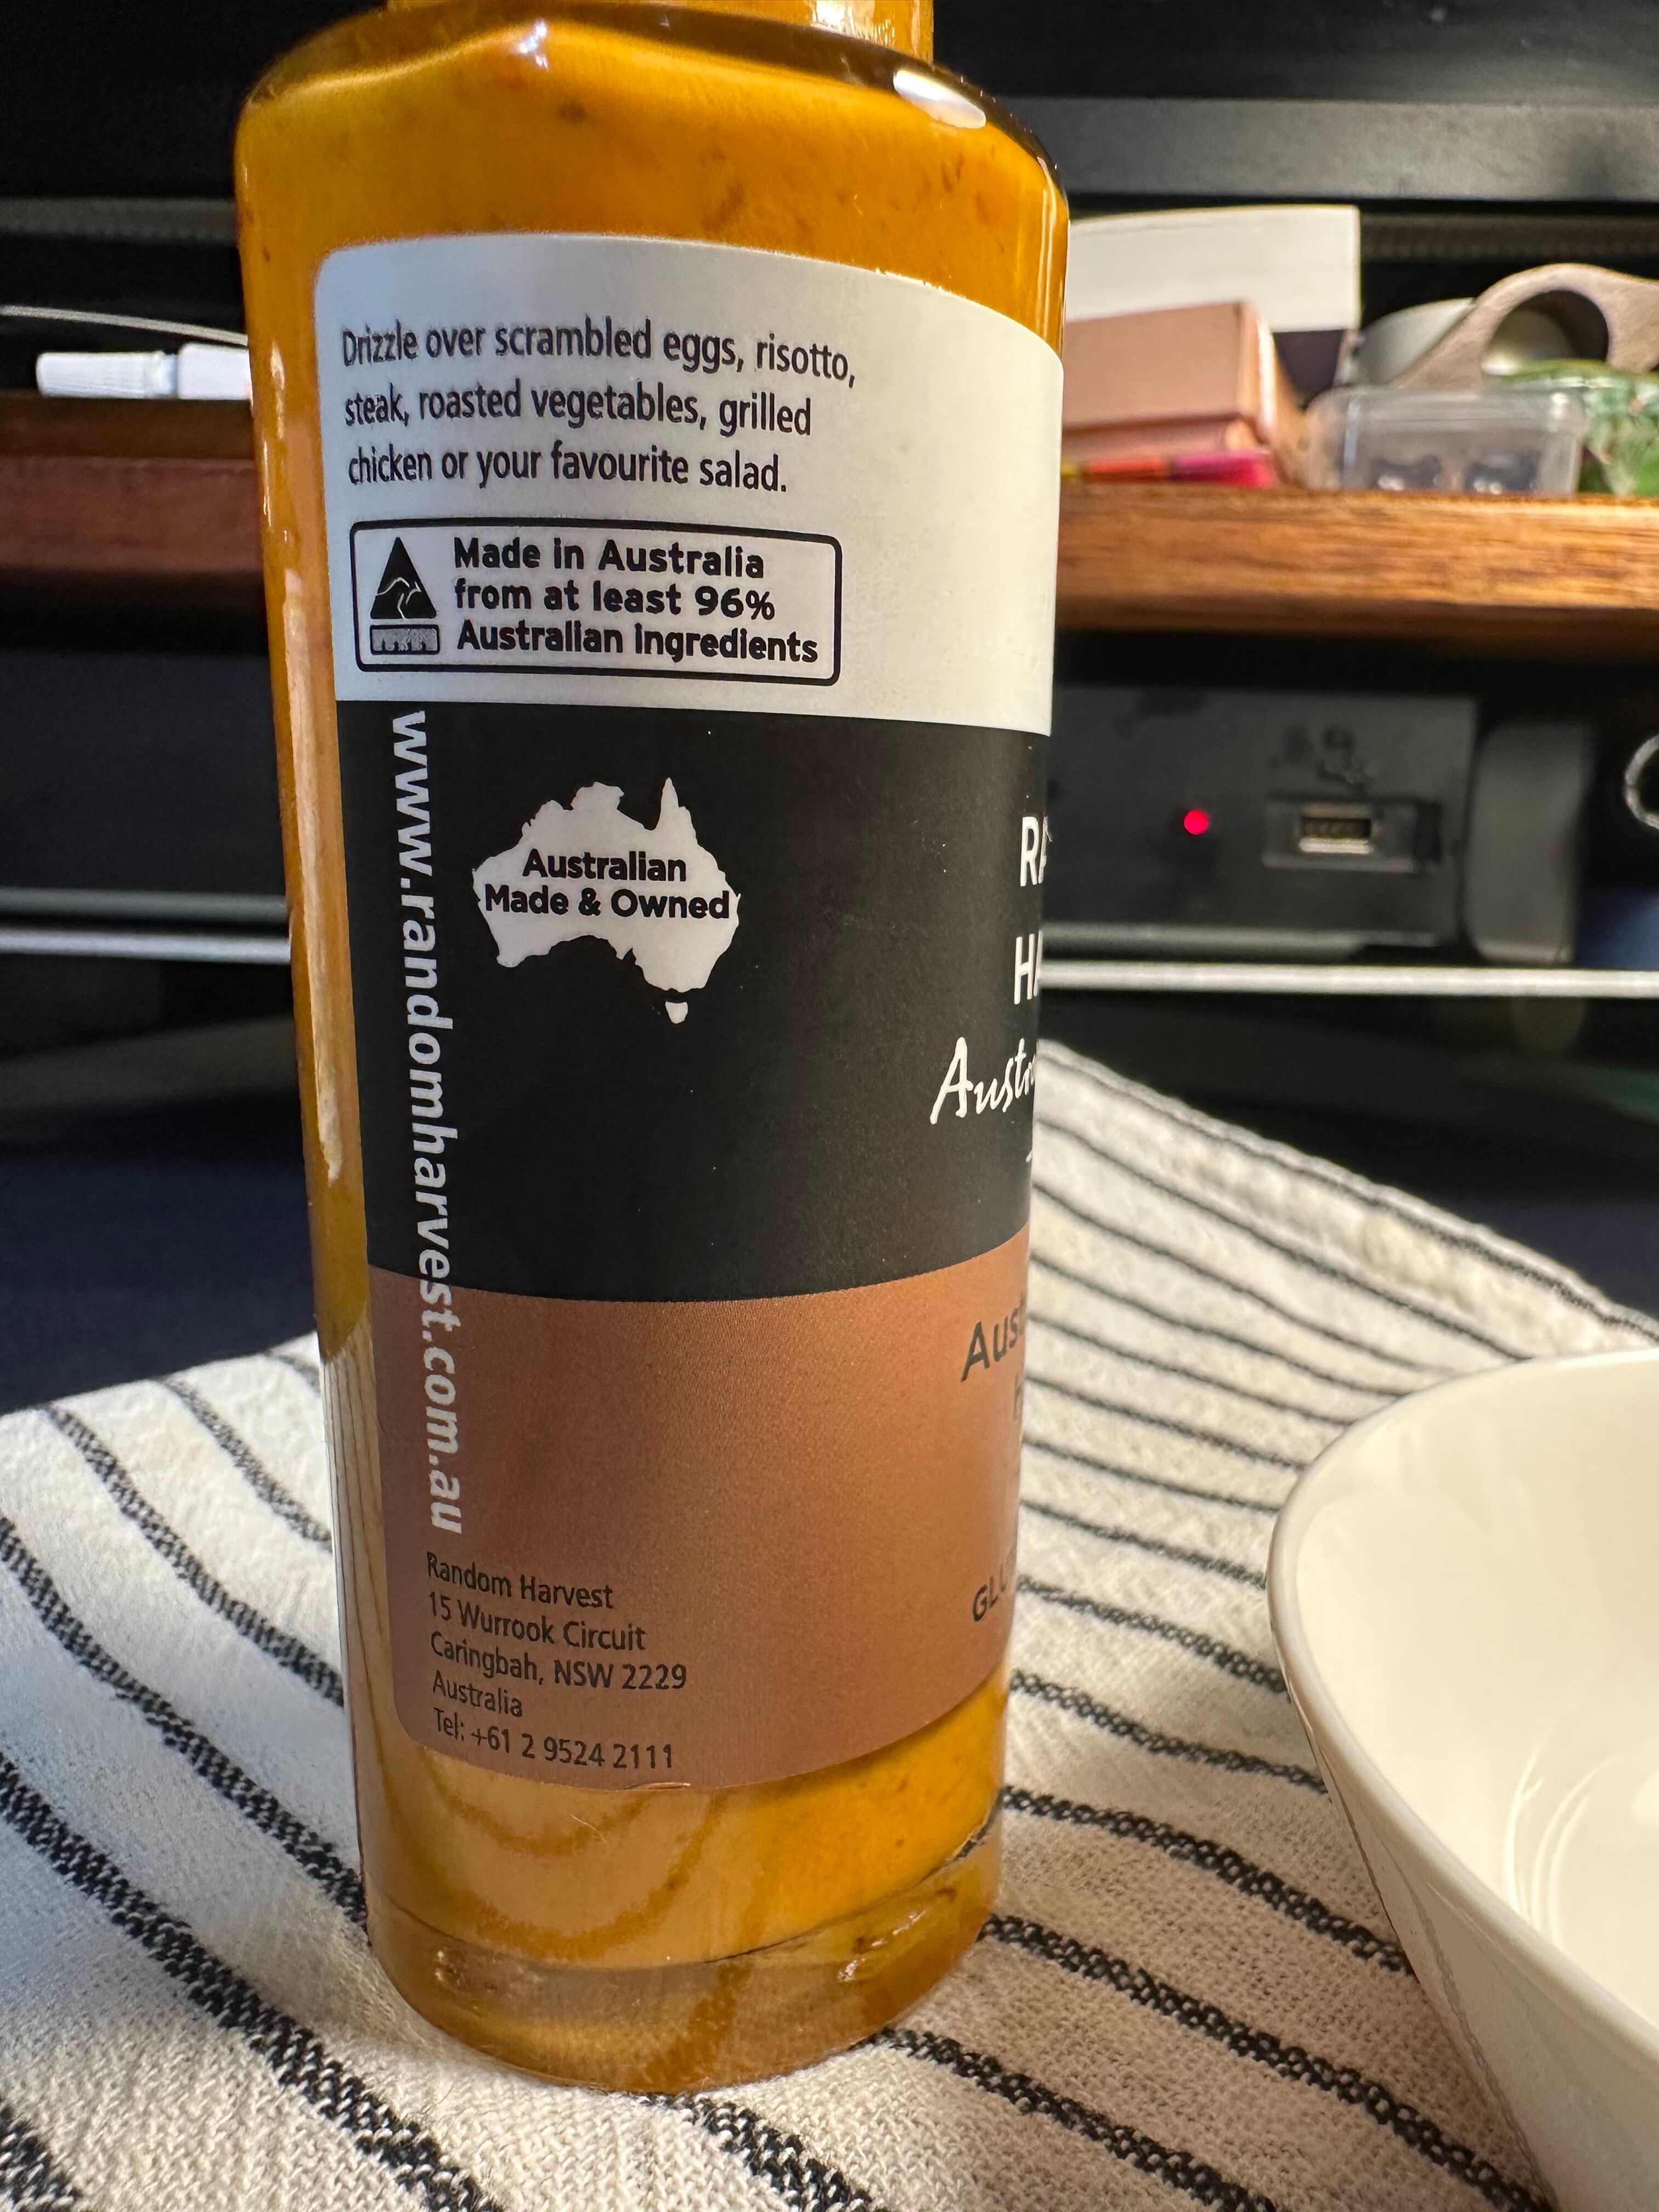 Drizzle over scrambled eggs, risotto,
steak, roasted vegetables, grilled
chicken or your favourite salad.
Made in Australia
from at least 96%
Australian ingredients
www.randomharvest.com.au
Australian
Made & Owned
Random Harvest
15 Wurrook Circuit
Caringbah, NSW 2229
Australia
Tel: +61 2 9524 2111